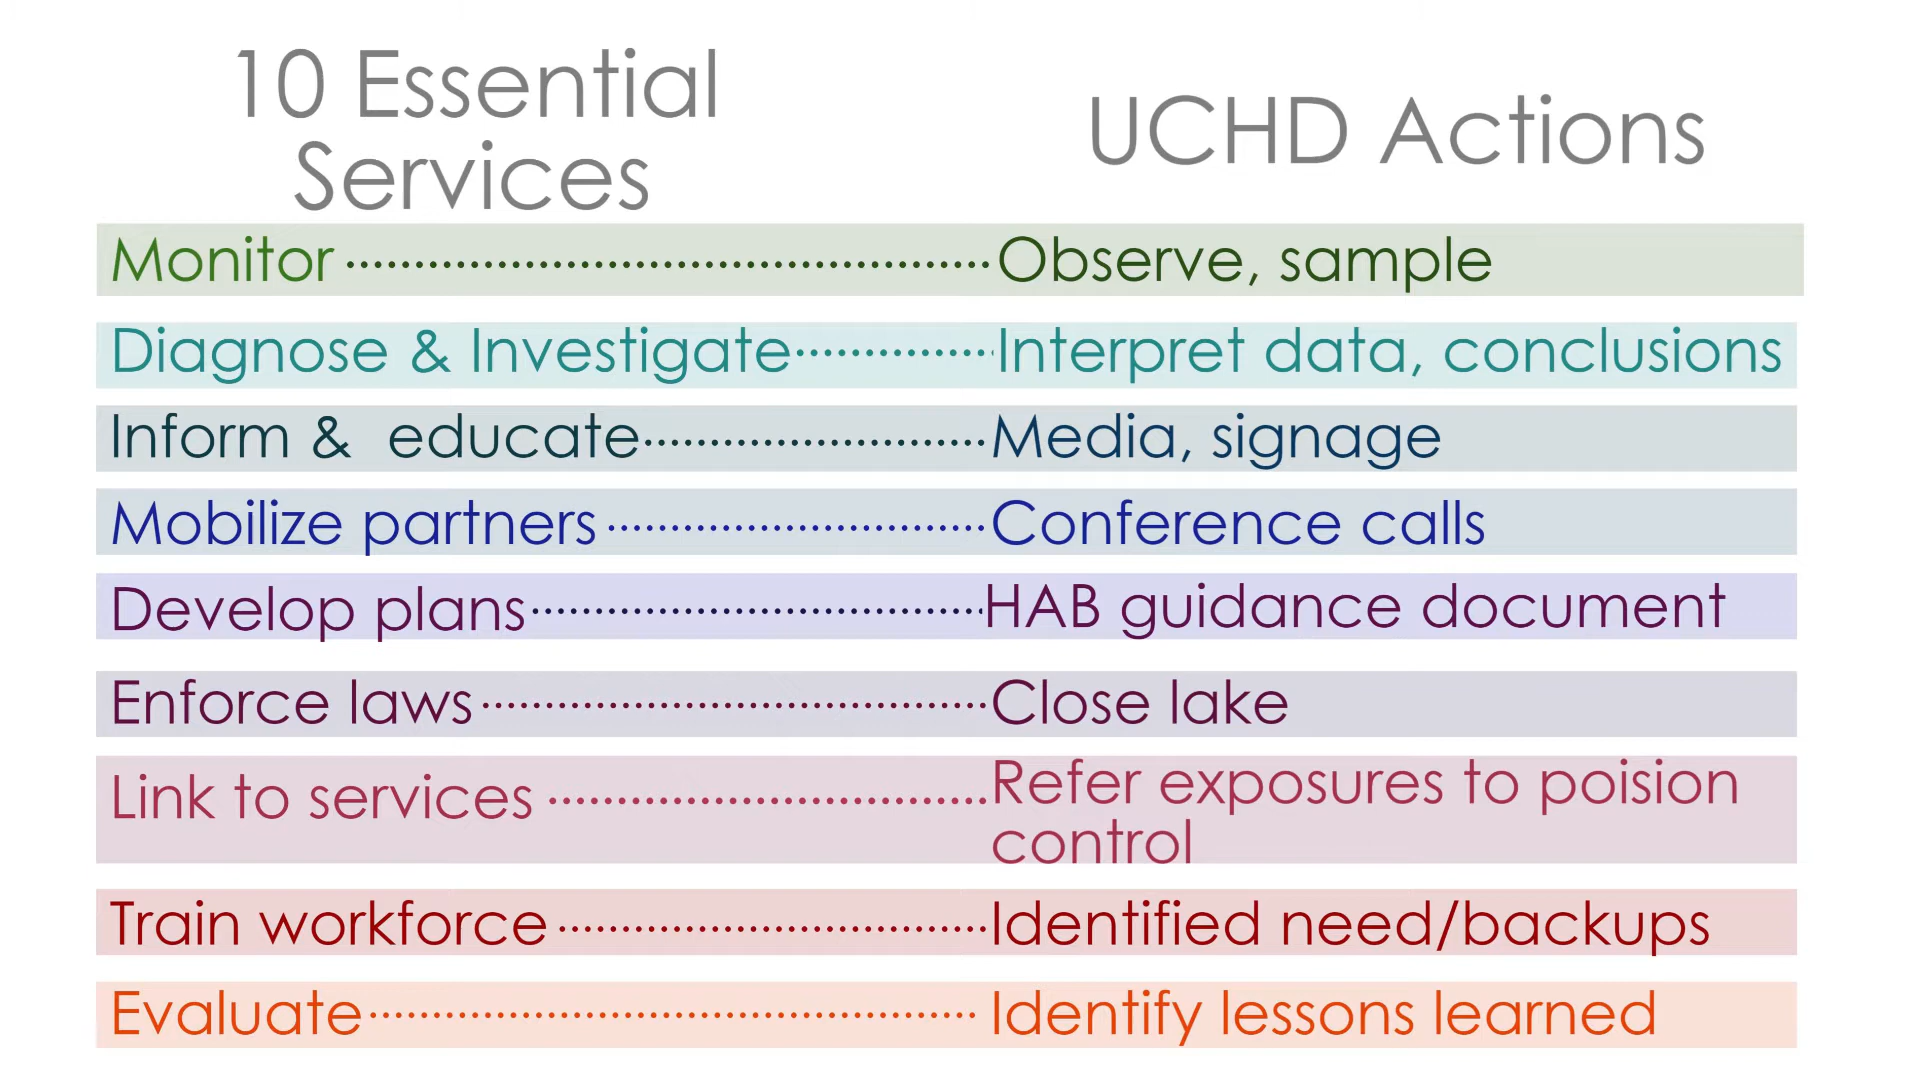 10 Essential
Services
UCHD Actions
Monitor Observe, sample
Diagnose & Investigate Interpret data, conclusions
Inform & educate Media, signage
Mobilize partners Conference calls
Develop plans HAB guidance document
Enforce laws Close lake
Link to services Refer exposures to poision
control
Train workforce Identified need/backups
Evaluate Identify lessons learned